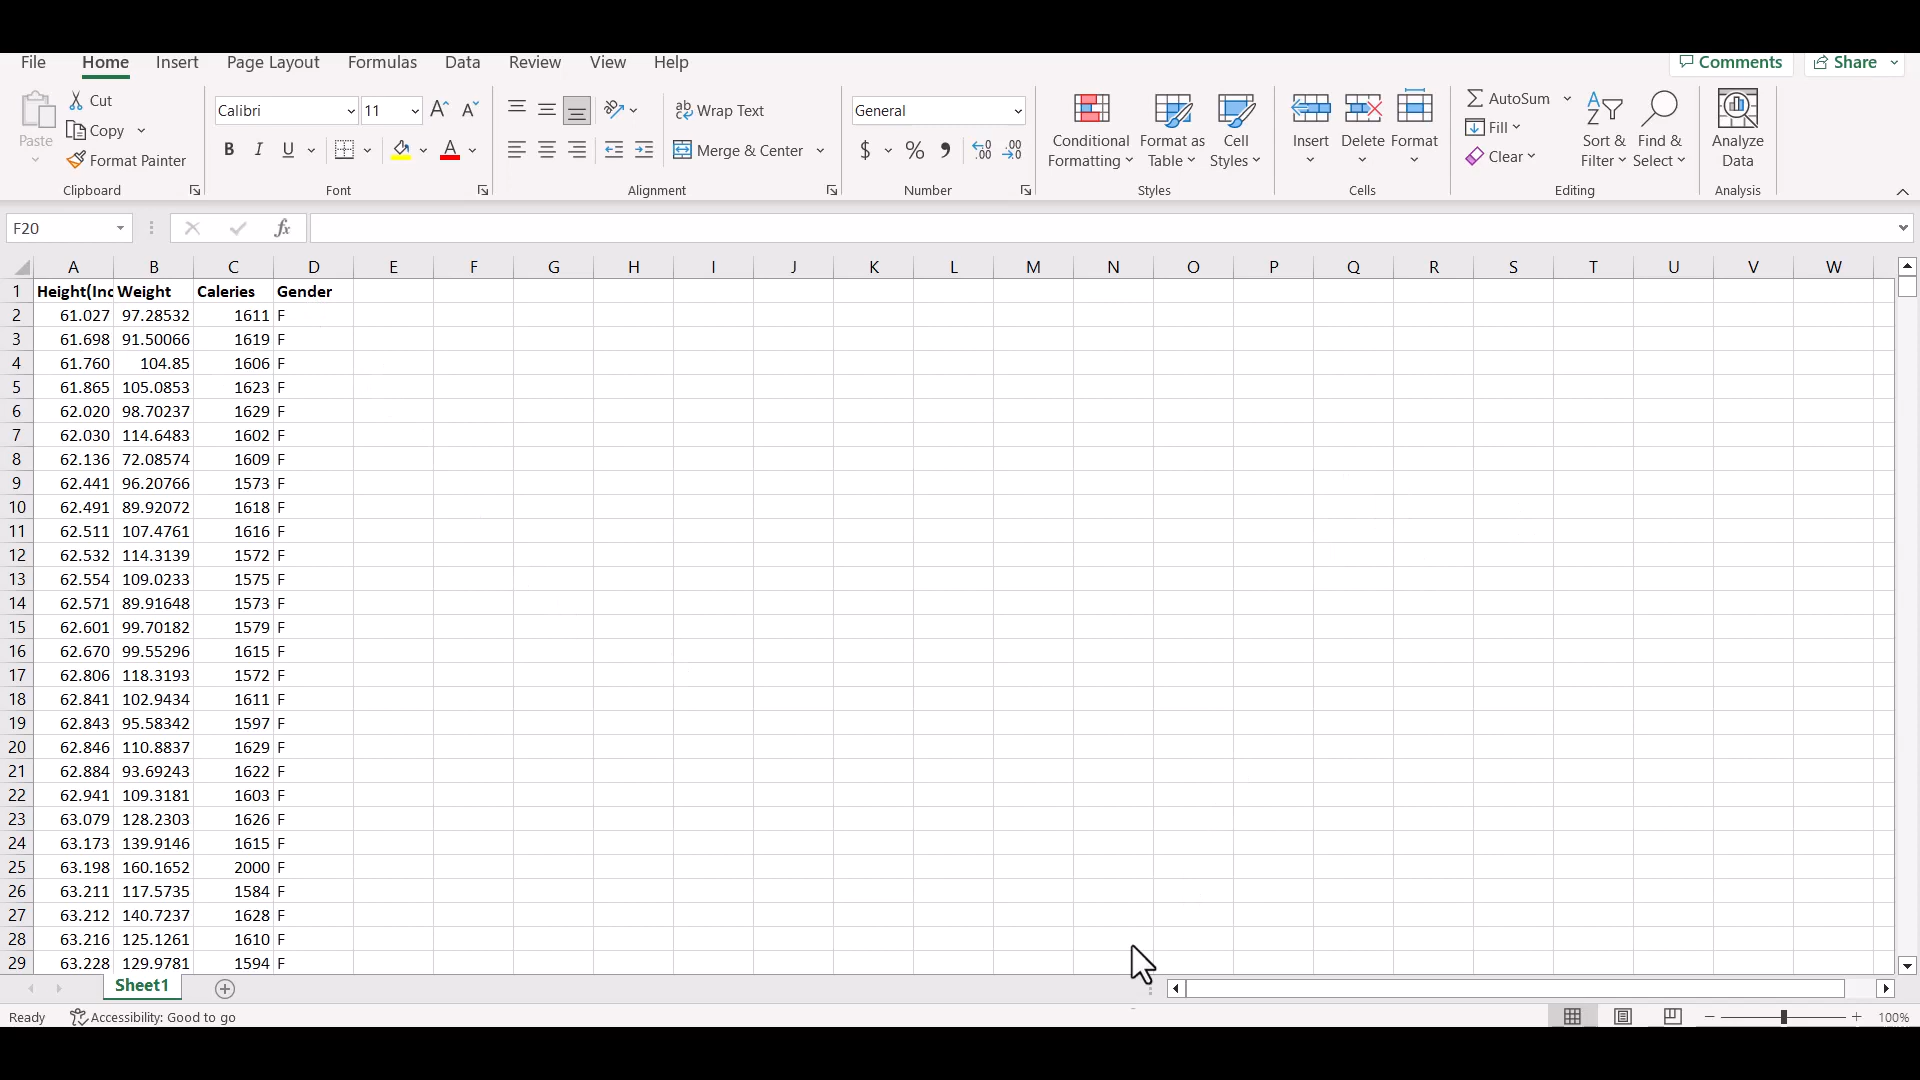 File Home Insert Page Layout Formulas Data Review View Help Comments Share
Paste Cut Copy Format Painter Clipboard
Calibri 11 A A B I U A Font
Wrap Text Merge & Center Alignment
General $ % , .00 .00 Number
Conditional Formatting Format as Table Cell Styles Styles
Insert Delete Format Cells
AutoSum Fill Clear Sort & Filter Find & Select Editing
Analyze Data Analysis
F20 fx
A B C D E F G H I J K L M N O P Q R S T U V W
1 Height(Inc Weight Caleries Gender
2 61.027 97.28532 1611 F
3 61.698 91.50066 1619 F
4 61.760 104.85 1606 F
5 61.865 105.0853 1623 F
6 62.020 98.70237 1629 F
7 62.030 114.6483 1602 F
8 62.136 72.08574 1609 F
9 62.441 96.20766 1573 F
10 62.491 89.92072 1618 F
11 62.511 107.4761 1616 F
12 62.532 114.3139 1572 F
13 62.554 109.0233 1575 F
14 62.571 89.91648 1573 F
15 62.601 99.70182 1579 F
16 62.670 99.55296 1615 F
17 62.806 118.3193 1572 F
18 62.841 102.9434 1611 F
19 62.843 95.58342 1597 F
20 62.846 110.8837 1629 F
21 62.884 93.69243 1622 F
22 62.941 109.3181 1603 F
23 63.079 128.2303 1626 F
24 63.173 139.9146 1615 F
25 63.198 160.1652 2000 F
26 63.211 117.5735 1584 F
27 63.212 140.7237 1628 F
28 63.216 125.1261 1610 F
29 63.228 129.9781 1594 F
Sheet1
Ready Accessibility: Good to go 100%